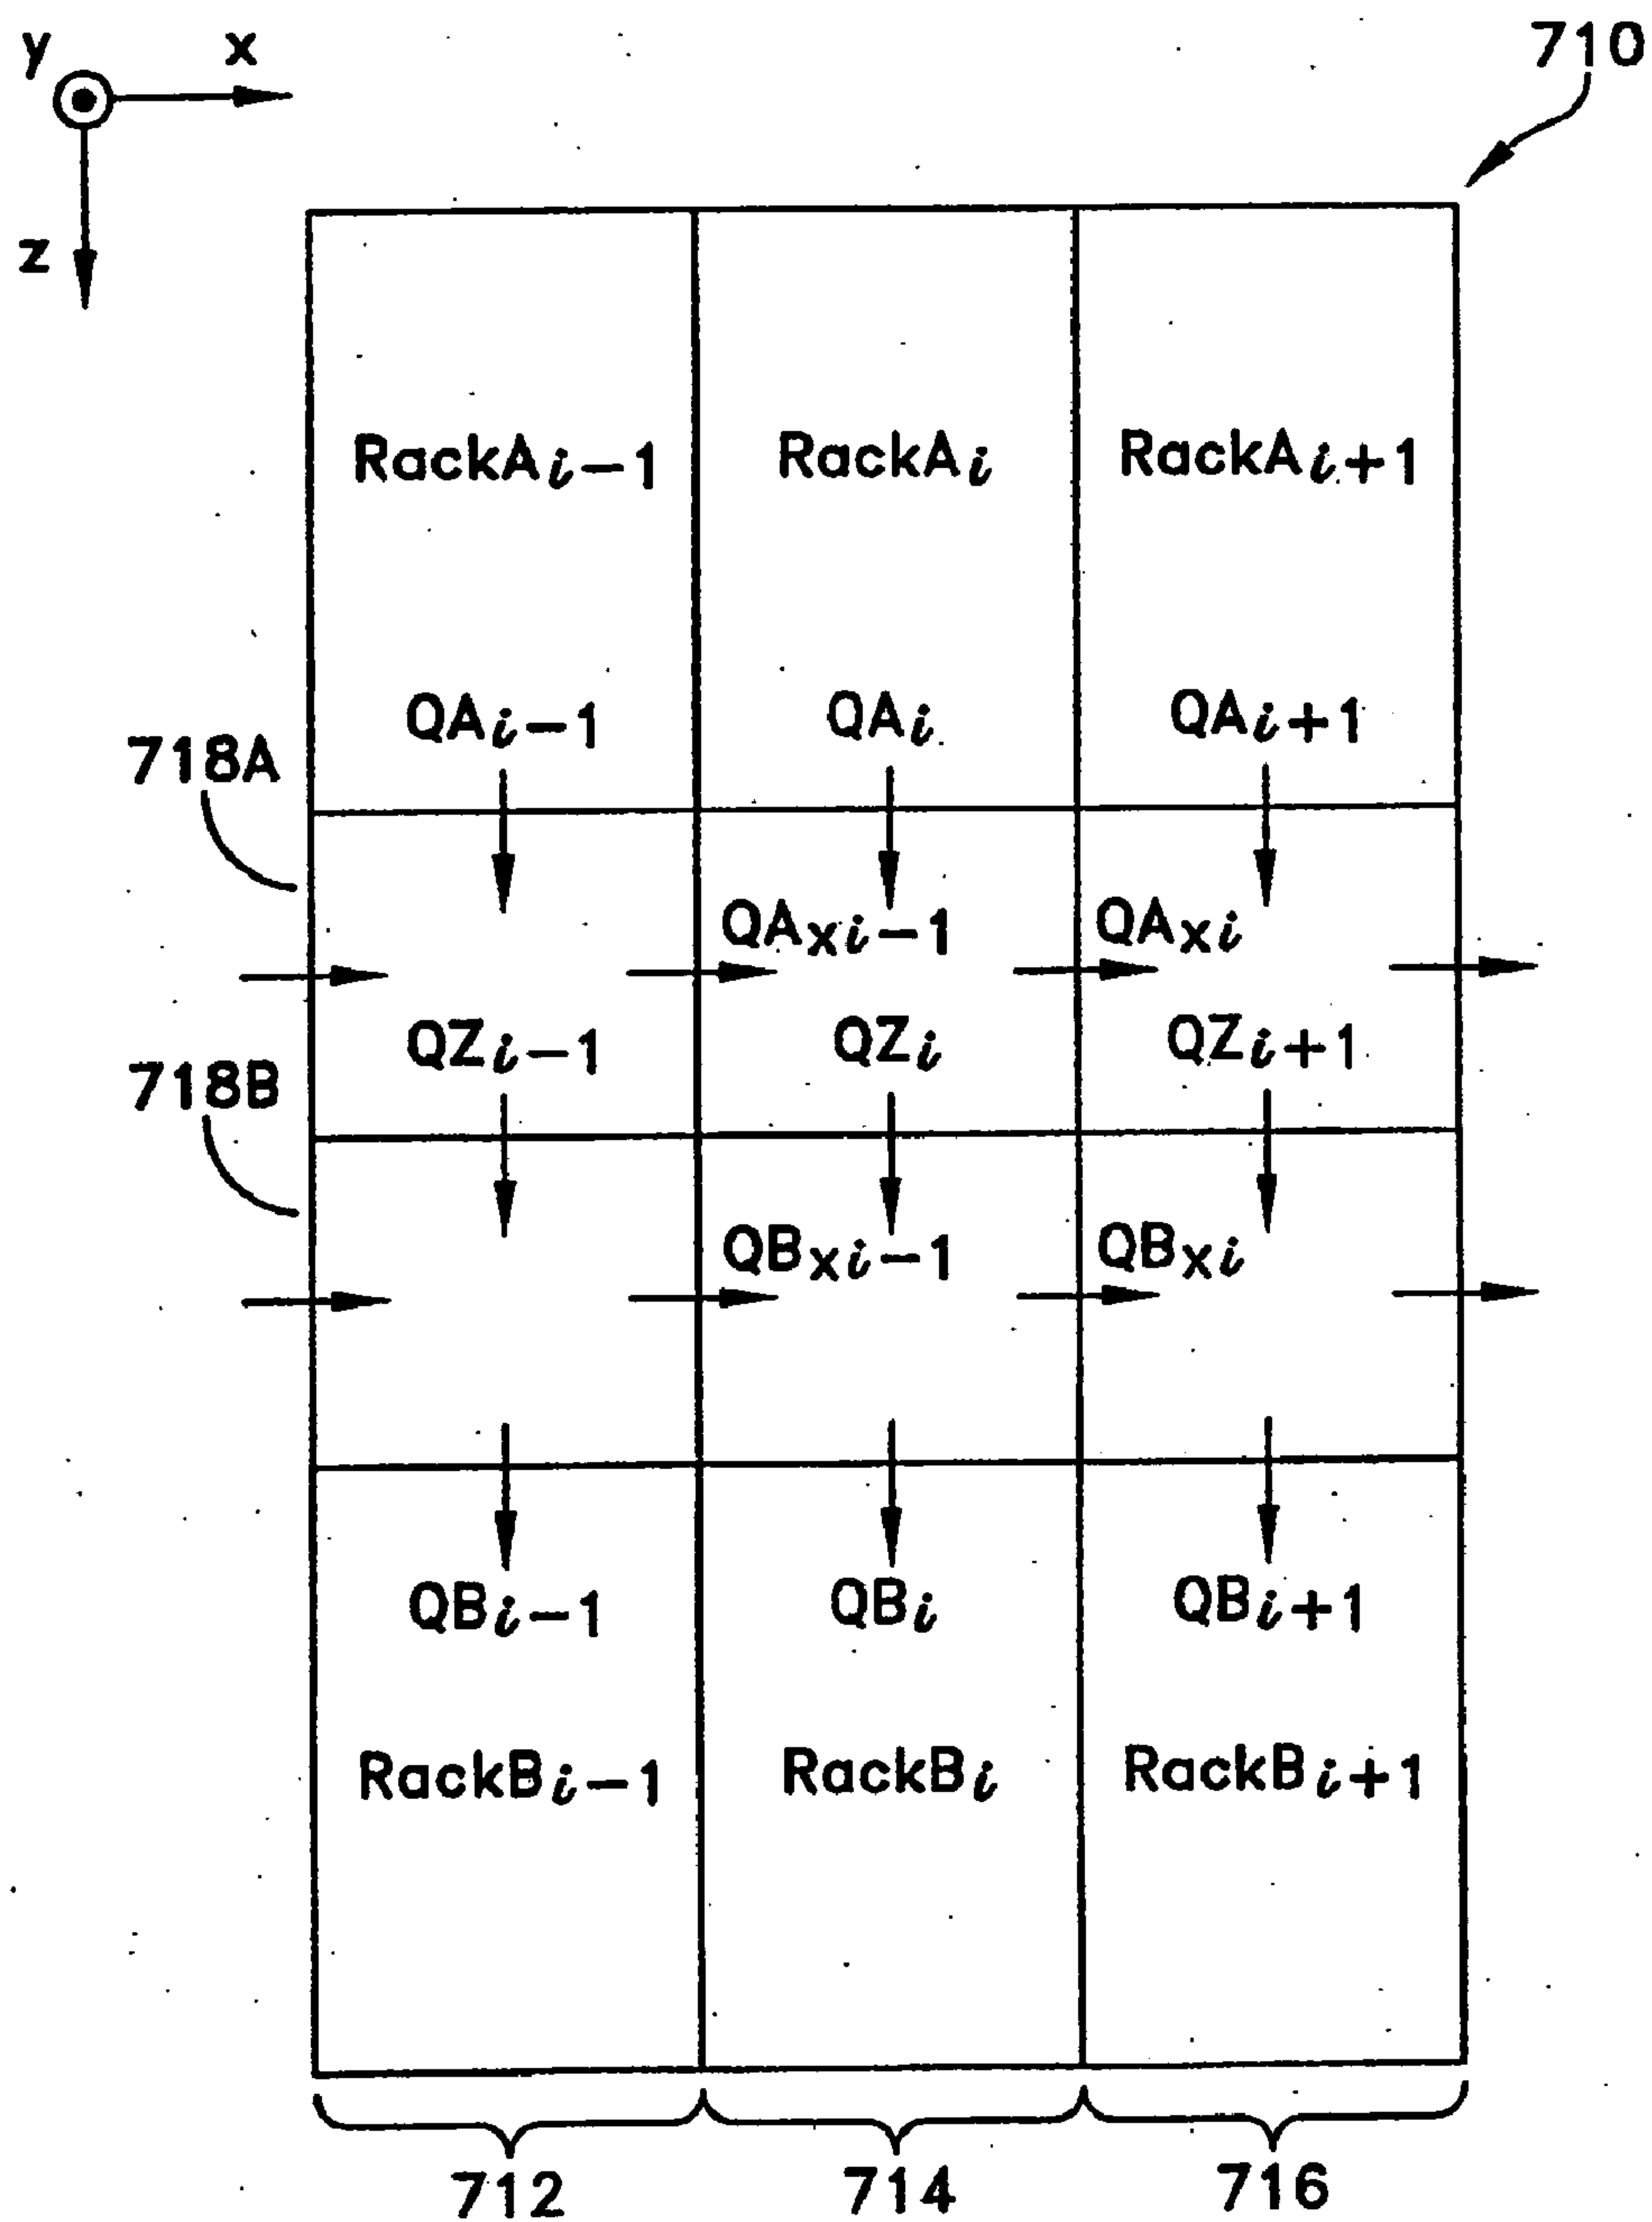 y x
710
z
RackAi−1 RackAi RackAi+1
QAi−1 QAi QAi+1
718A
QAxi−1 QAxi
QZi−1 QZi QZi+1
718B
QBxi−1 QBxi
QBi−1 QBi QBi+1
RackBi−1 RackBi RackBi+1
712 714 716